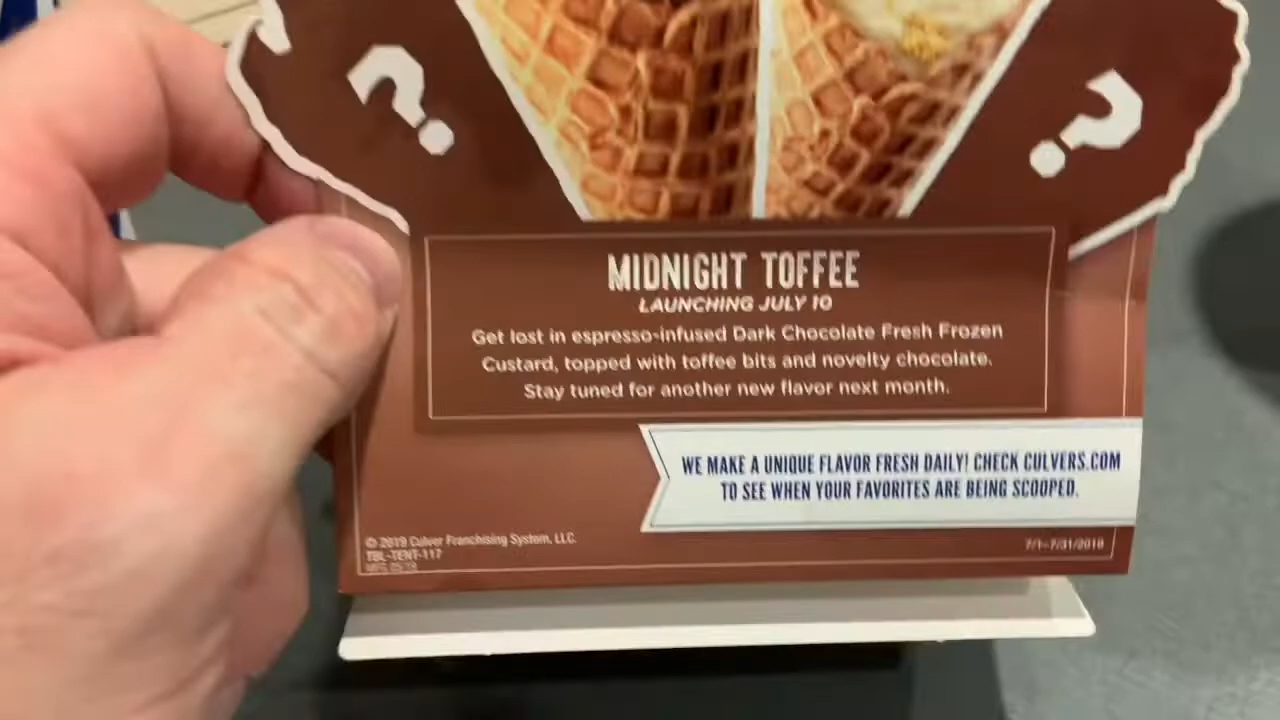 ?
?
MIDNIGHT TOFFEE
LAUNCHING JULY 10
Get lost in espresso-infused Dark Chocolate Fresh Frozen
Custard, topped with toffee bits and novelty chocolate.
Stay tuned for another new flavor next month.
WE MAKE A UNIQUE FLAVOR FRESH DAILY! CHECK CULVERS.COM
TO SEE WHEN YOUR FAVORITES ARE BEING SCOOPED.
© 2019 Culver Franchising System, LLC.
TBL-TENT-117
MFG 05-19
7/1–7/31/2019